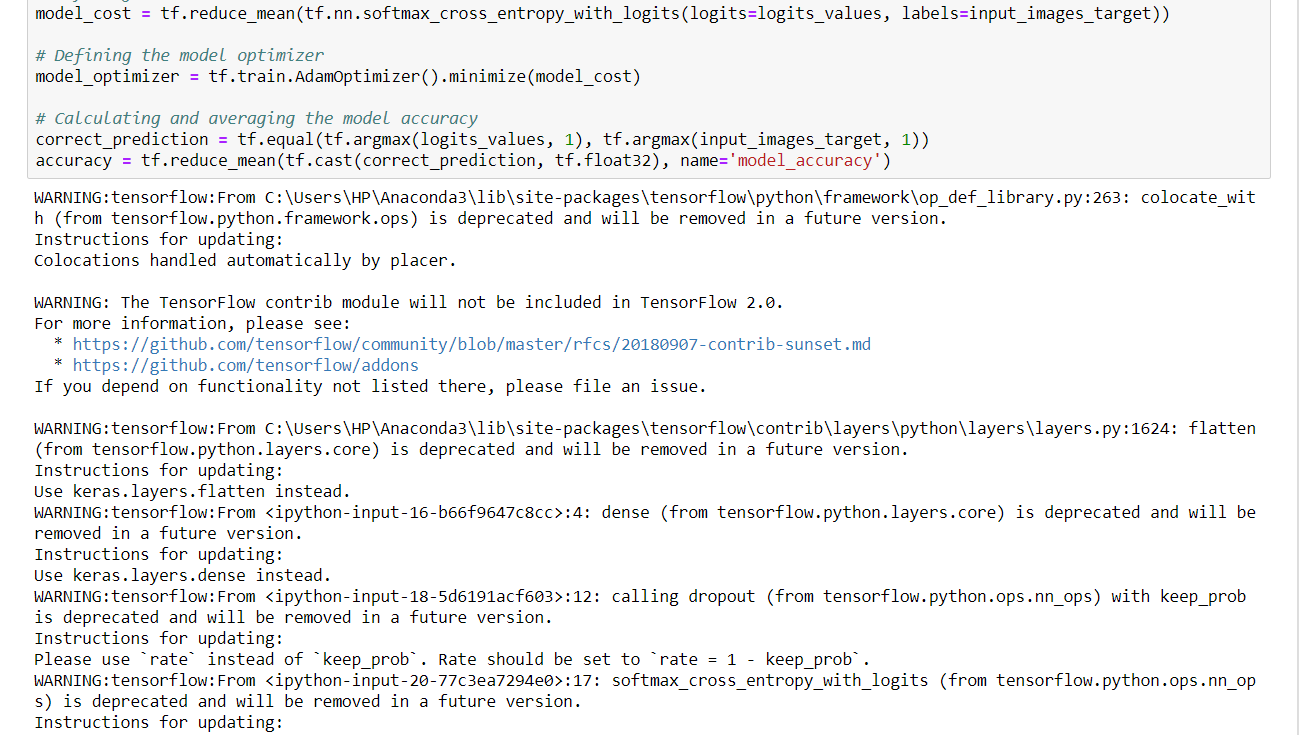 model_cost = tf.reduce_mean(tf.nn.softmax_cross_entropy_with_logits(logits=logits_values, labels=input_images_target))
# Defining the model optimizer
model_optimizer = tf.train.AdamOptimizer().minimize(model_cost)
# Calculating and averaging the model accuracy
correct_prediction = tf.equal(tf.argmax(logits_values, 1), tf.argmax(input_images_target, 1))
accuracy = tf.reduce_mean(tf.cast(correct_prediction, tf.float32), name='model_accuracy')
WARNING:tensorflow:From C:\Users\HP\Anaconda3\lib\site-packages\tensorflow\python\framework\op_def_library.py:263: colocate_wit
h (from tensorflow.python.framework.ops) is deprecated and will be removed in a future version.
Instructions for updating:
Colocations handled automatically by placer.
WARNING: The TensorFlow contrib module will not be included in TensorFlow 2.0.
For more information, please see:
* https://github.com/tensorflow/community/blob/master/rfcs/20180907-contrib-sunset.md
* https://github.com/tensorflow/addons
If you depend on functionality not listed there, please file an issue.
WARNING:tensorflow:From C:\Users\HP\Anaconda3\lib\site-packages\tensorflow\contrib\layers\python\layers\layers.py:1624: flatten
(from tensorflow.python.layers.core) is deprecated and will be removed in a future version.
Instructions for updating:
Use keras.layers.flatten instead.
WARNING:tensorflow:From <ipython-input-16-b66f9647c8cc>:4: dense (from tensorflow.python.layers.core) is deprecated and will be
removed in a future version.
Instructions for updating:
Use keras.layers.dense instead.
WARNING:tensorflow:From <ipython-input-18-5d6191acf603>:12: calling dropout (from tensorflow.python.ops.nn_ops) with keep_prob
is deprecated and will be removed in a future version.
Instructions for updating:
Please use `rate` instead of `keep_prob`. Rate should be set to `rate = 1 - keep_prob`.
WARNING:tensorflow:From <ipython-input-20-77c3ea7294e0>:17: softmax_cross_entropy_with_logits (from tensorflow.python.ops.nn_op
s) is deprecated and will be removed in a future version.
Instructions for updating: